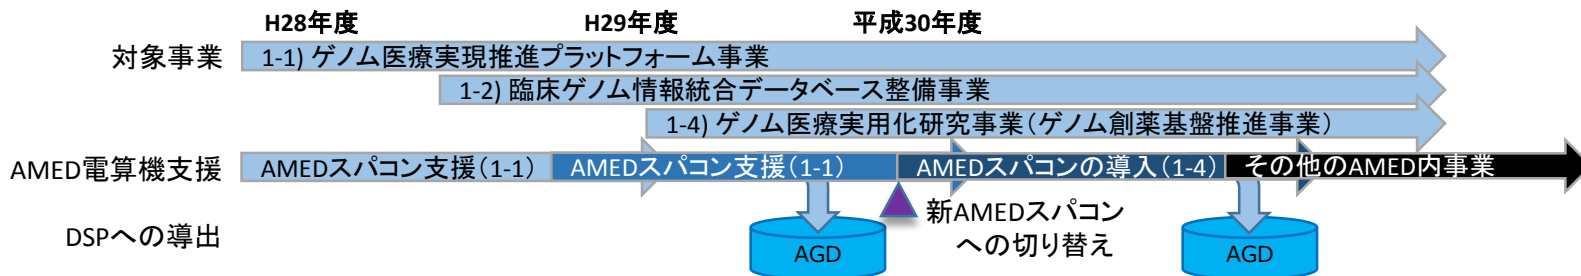 H28年度 H29年度 平成30年度
対象事業 1-1) ゲノム医療実現推進プラットフォーム事業
1-2) 臨床ゲノム情報統合データベース整備事業
1-4) ゲノム医療実用化研究事業(ゲノム創薬基盤推進事業)
AMED電算機支援 AMEDスパコン支援(1-1) AMEDスパコン支援(1-1) AMEDスパコンの導入(1-4) その他のAMED内事業
新AMEDスパコン
への切り替え
DSPへの導出 AGD AGD